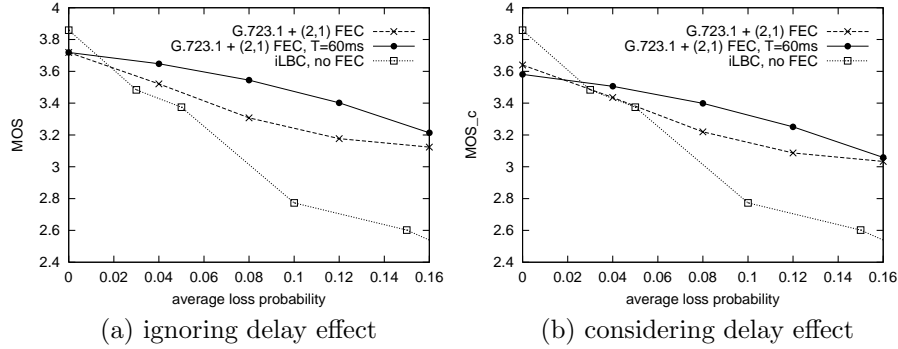 4
3.8
3.6
3.4
3.2
3
2.8
2.6
2.4
MOS
G.723.1 + (2,1) FEC
G.723.1 + (2,1) FEC, T=60ms
iLBC, no FEC
0 0.02 0.04 0.06 0.08 0.1 0.12 0.14 0.16
average loss probability
(a) ignoring delay effect
4
3.8
3.6
3.4
3.2
3
2.8
2.6
2.4
MOS_c
G.723.1 + (2,1) FEC
G.723.1 + (2,1) FEC, T=60ms
iLBC, no FEC
0 0.02 0.04 0.06 0.08 0.1 0.12 0.14 0.16
average loss probability
(b) considering delay effect